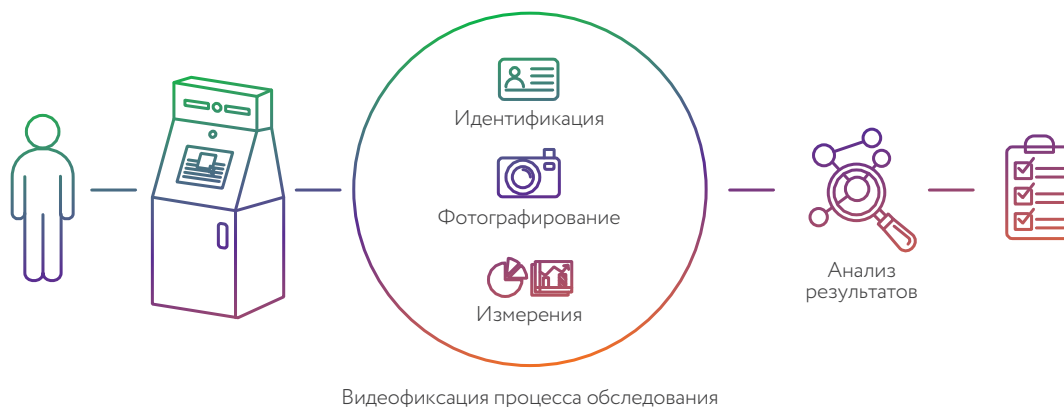 Идентификация
Фотографирование
Измерения
Анализ
результатов
Видеофиксация процесса обследования